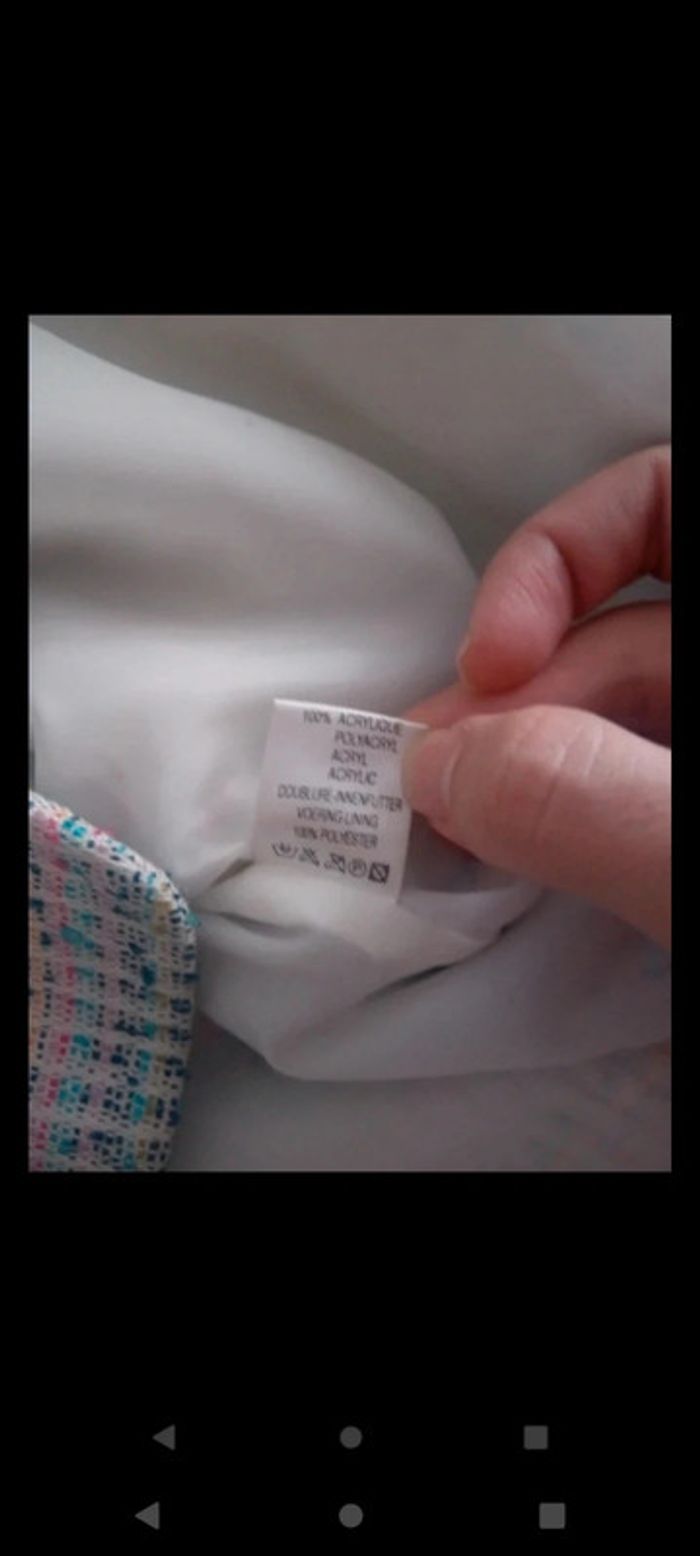 100% ACRYLIQUE
POLYACRYL
ACRYL
ACRYLIC
DOUBLURE-INNENFUTTER
VOERING-LINING
100% POLYESTER